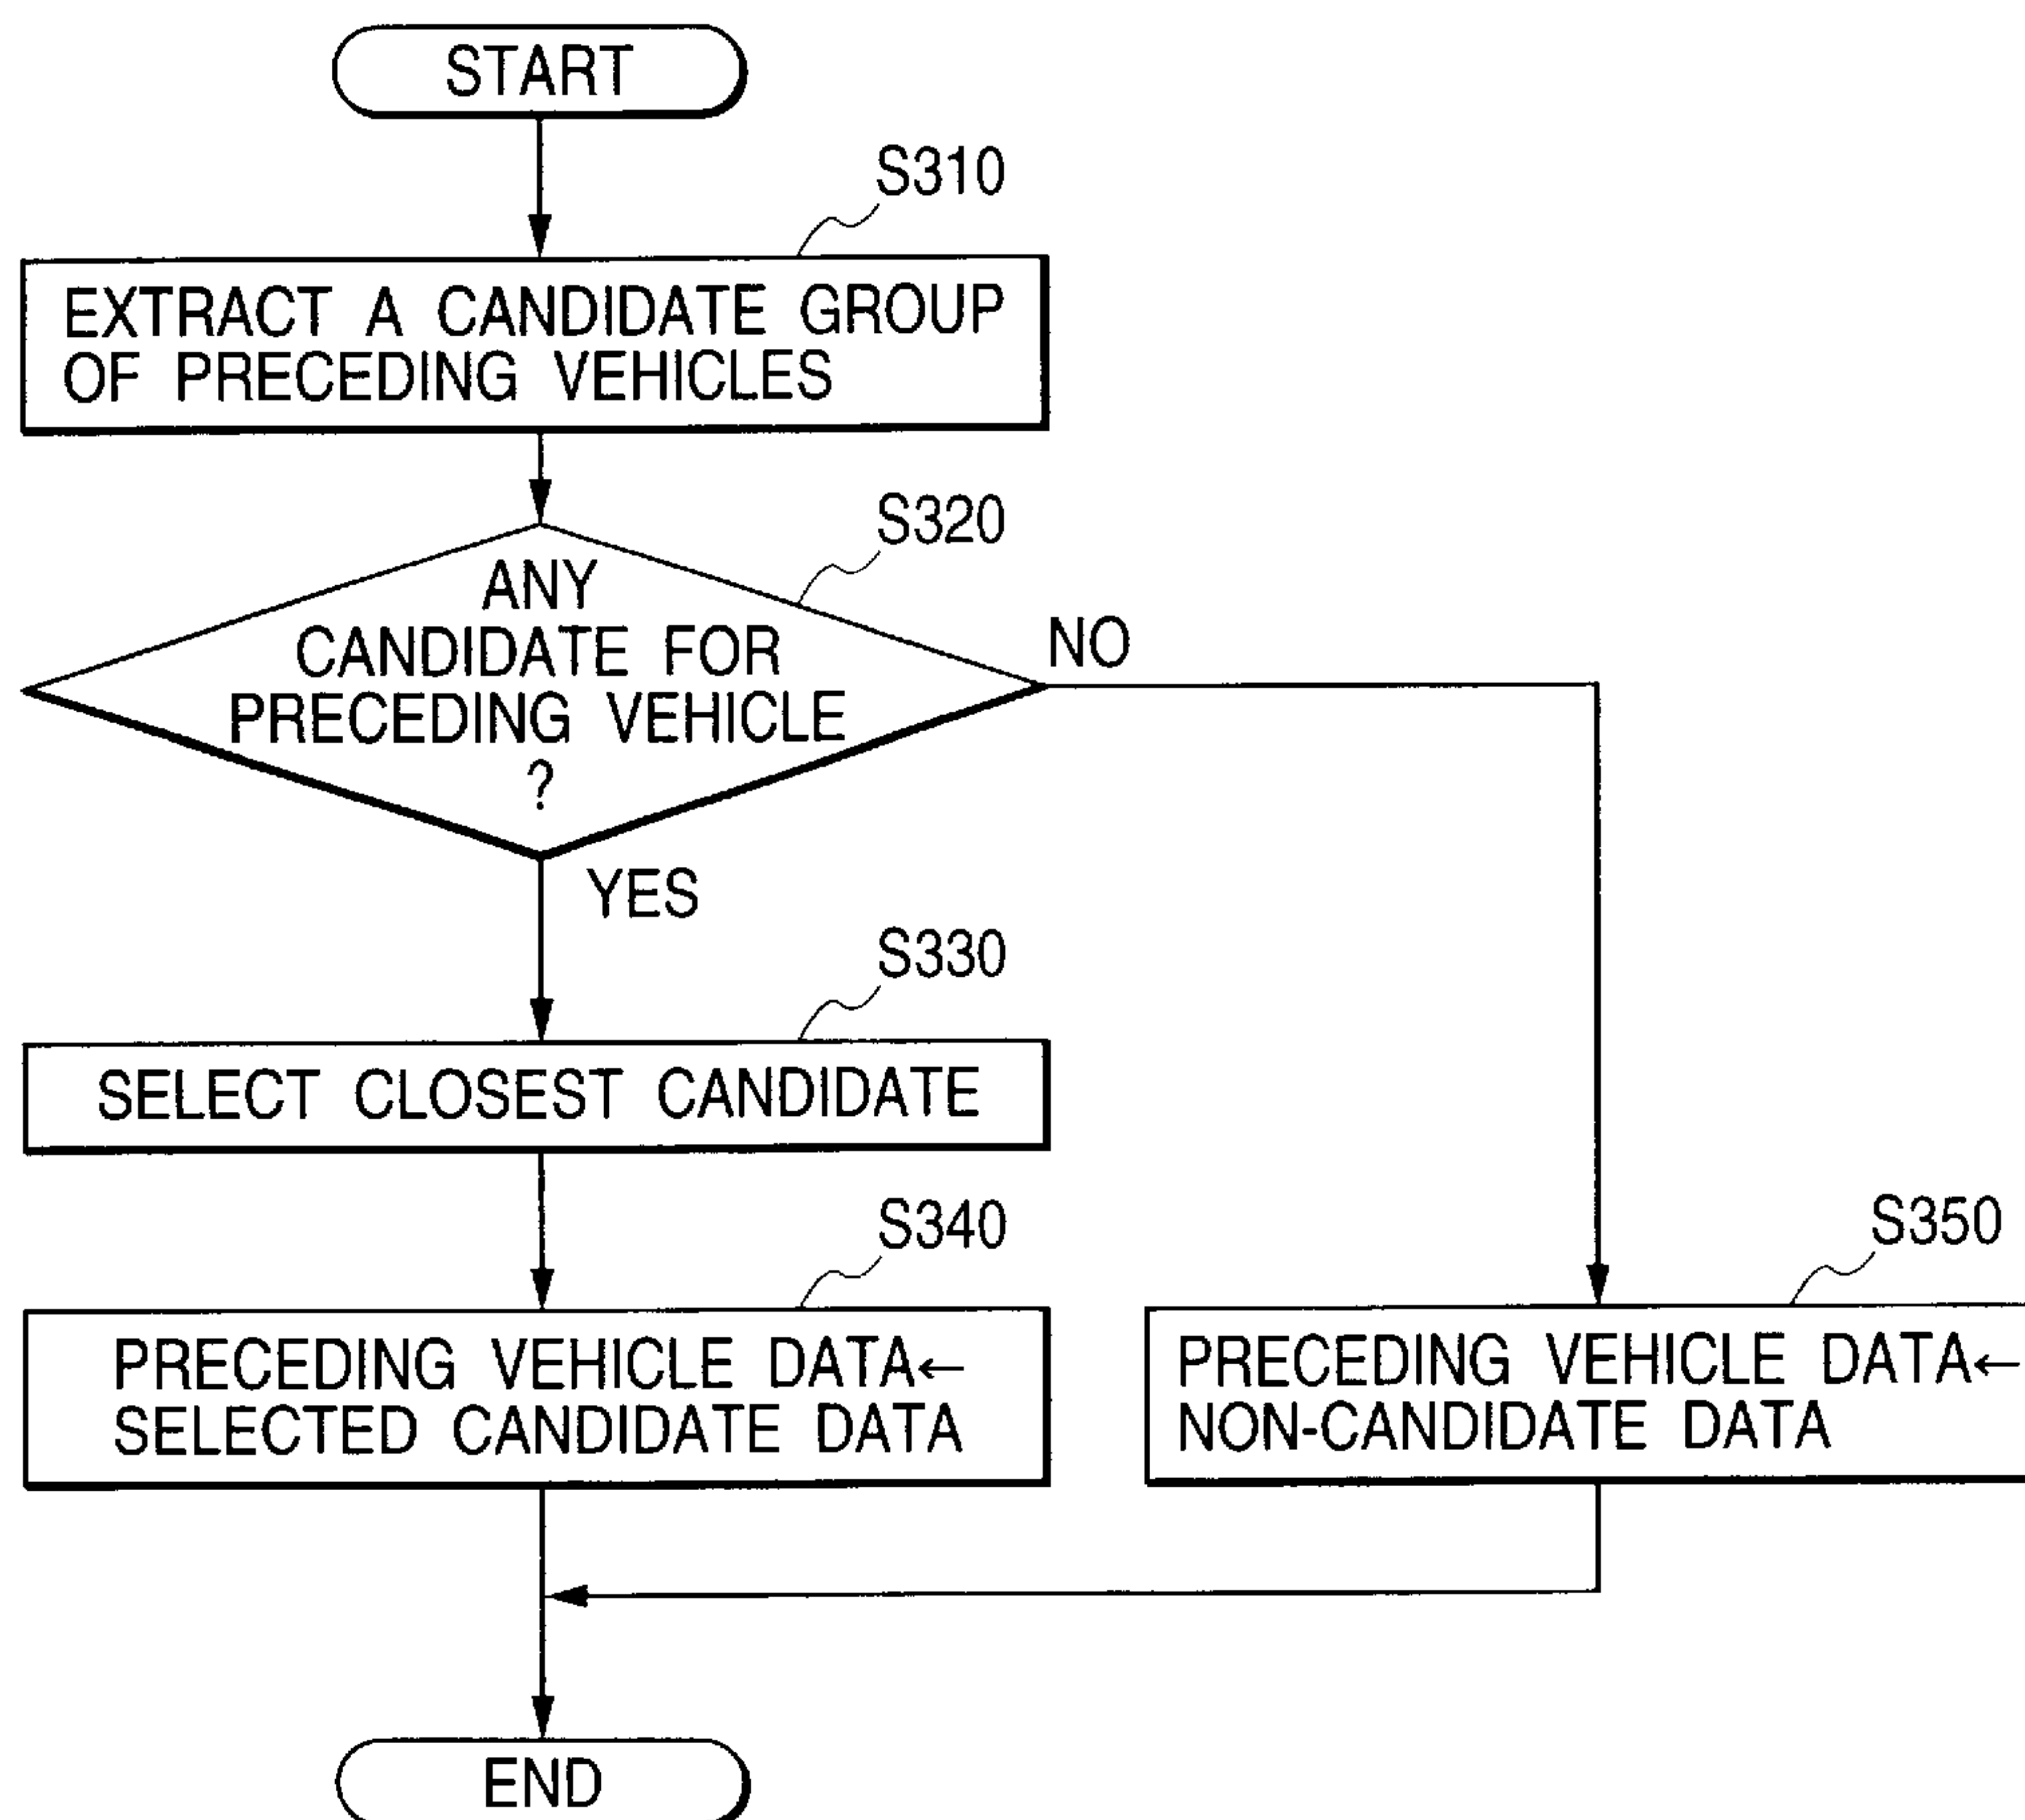 START
S310
EXTRACT A CANDIDATE GROUP
OF PRECEDING VEHICLES
S320
ANY
CANDIDATE FOR
PRECEDING VEHICLE
?
NO
YES
S330
SELECT CLOSEST CANDIDATE
S340
PRECEDING VEHICLE DATA←
SELECTED CANDIDATE DATA
S350
PRECEDING VEHICLE DATA←
NON-CANDIDATE DATA
END